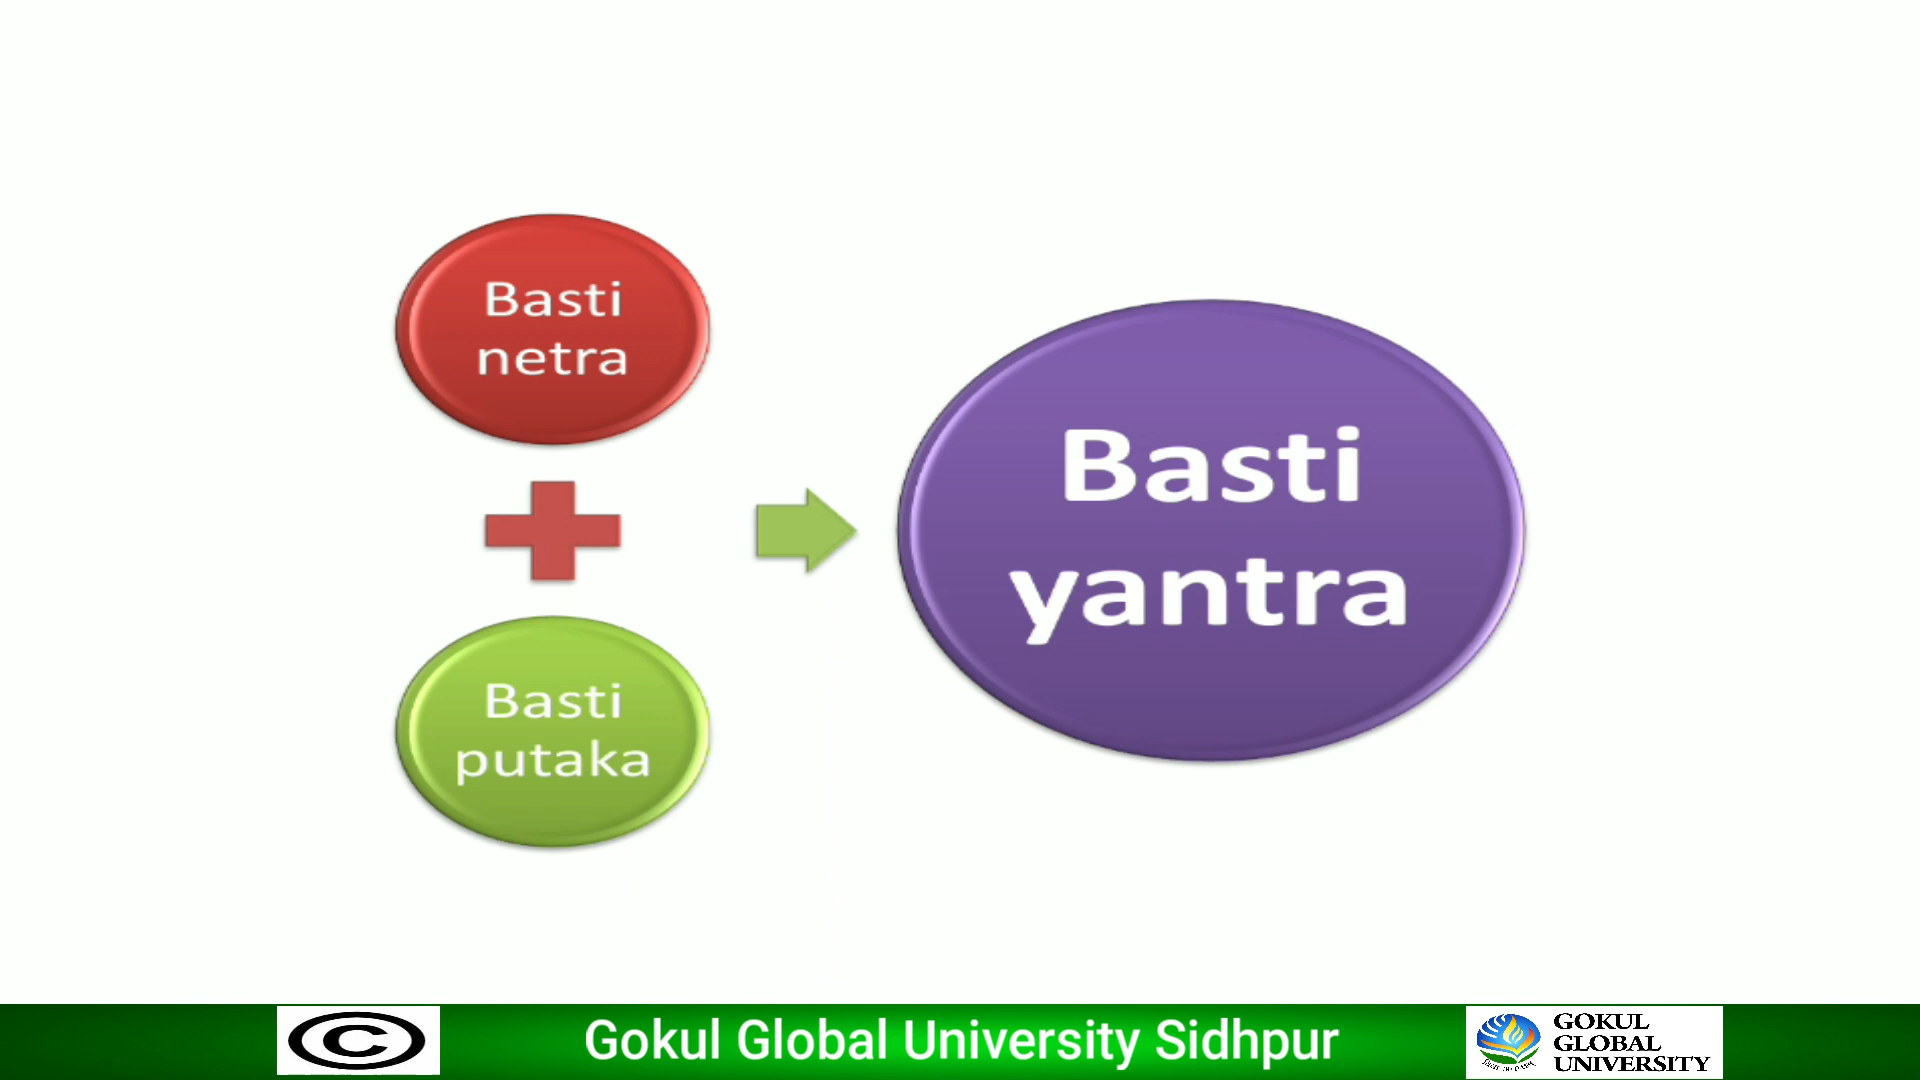 Basti
netra
Basti
putaka
Basti
yantra
©
Gokul Global University Sidhpur
GOKUL
GLOBAL
UNIVERSITY